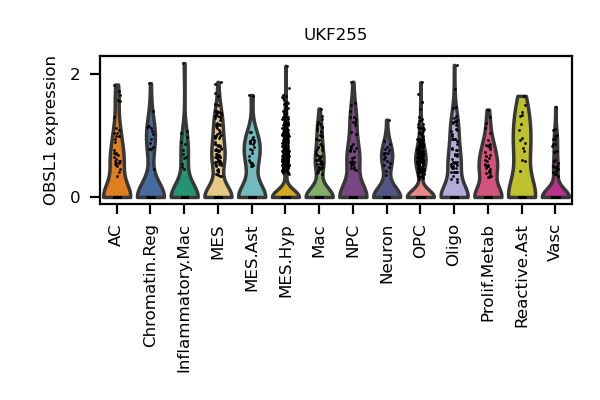 UKF255
OBSL1 expression
2
0
AC
Chromatin.Reg
Inflammatory.Mac
MES
MES.Ast
MES.Hyp
Mac
NPC
Neuron
OPC
Oligo
Prolif.Metab
Reactive.Ast
Vasc